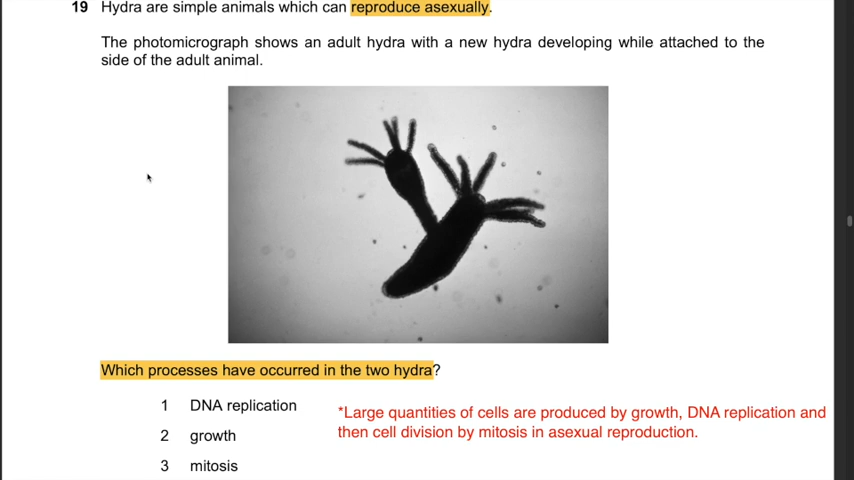 19 Hydra are simple animals which can reproduce asexually.
The photomicrograph shows an adult hydra with a new hydra developing while attached to the
side of the adult animal.
Which processes have occurred in the two hydra?
1 DNA replication
*Large quantities of cells are produced by growth, DNA replication and
then cell division by mitosis in asexual reproduction.
2 growth
3 mitosis